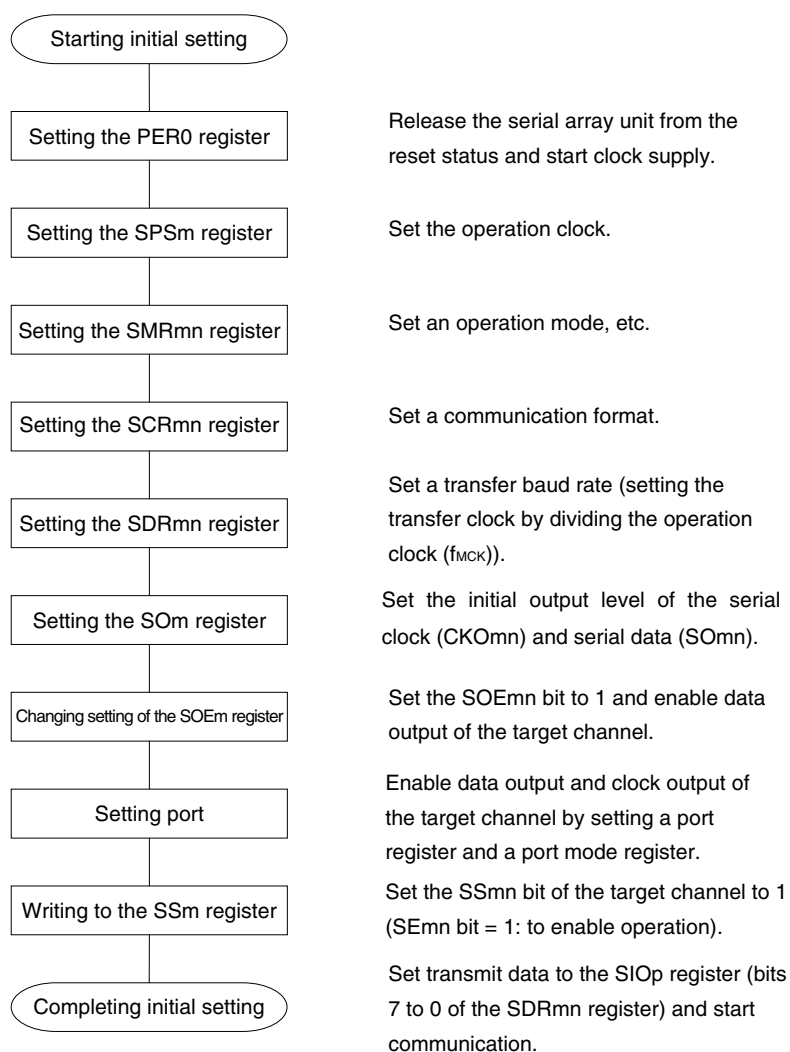 Starting initial setting
Setting the PER0 register
Release the serial array unit from the
reset status and start clock supply.
Setting the SPSm register
Set the operation clock.
Setting the SMRmn register
Set an operation mode, etc.
Setting the SCRmn register
Set a communication format.
Setting the SDRmn register
Set a transfer baud rate (setting the
transfer clock by dividing the operation
clock (fMCK)).
Setting the SOm register
Set the initial output level of the serial
clock (CKOmn) and serial data (SOmn).
Changing setting of the SOEm register
Set the SOEmn bit to 1 and enable data
output of the target channel.
Setting port
Enable data output and clock output of
the target channel by setting a port
register and a port mode register.
Writing to the SSm register
Set the SSmn bit of the target channel to 1
(SEmn bit = 1: to enable operation).
Completing initial setting
Set transmit data to the SIOp register (bits
7 to 0 of the SDRmn register) and start
communication.